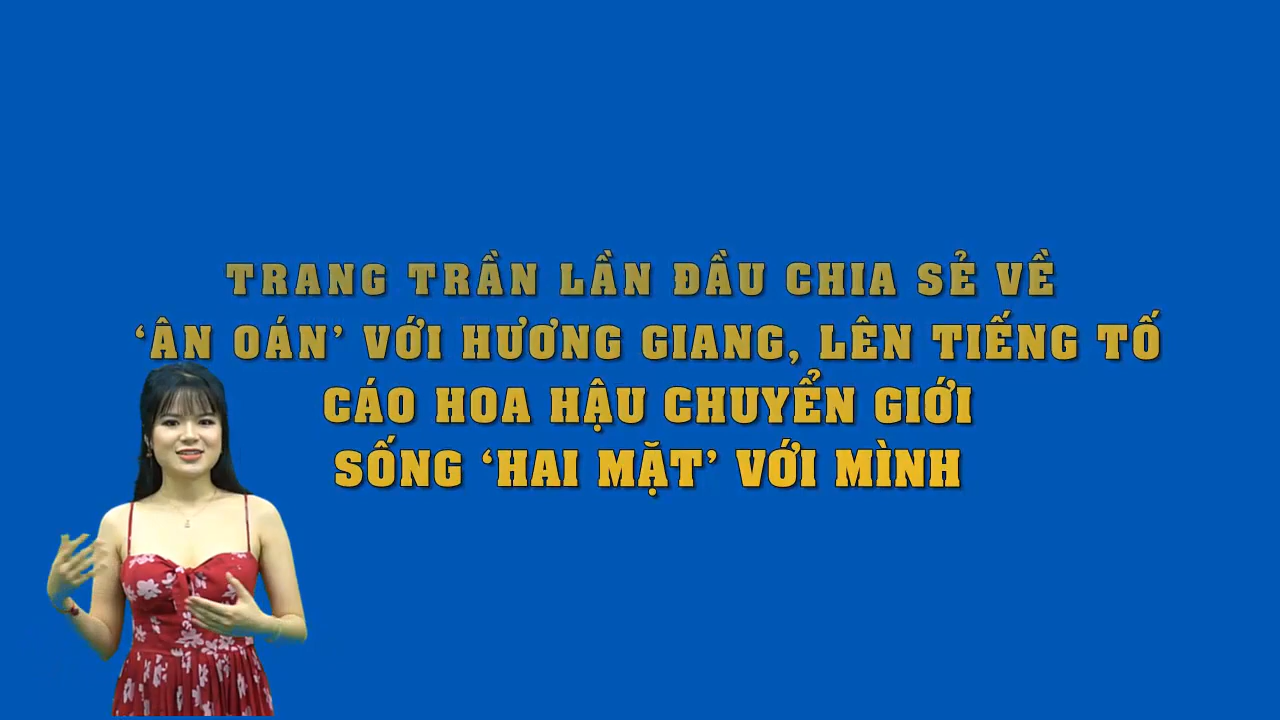 TRANG TRẦN LẦN ĐẦU CHIA SẺ VỀ
‘ÂN OÁN’ VỚI HƯƠNG GIANG, LÊN TIẾNG TỐ
CÁO HOA HẬU CHUYỂN GIỚI
SỐNG ‘HAI MẶT’ VỚI MÌNH